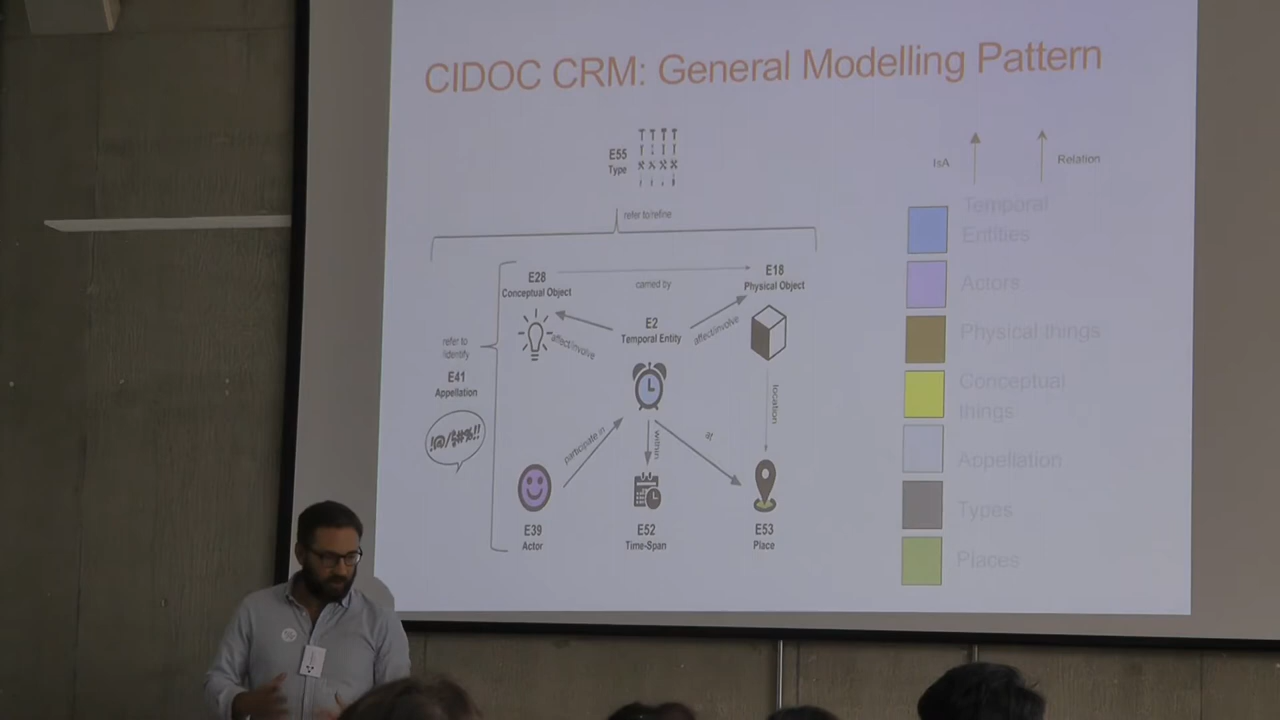 CIDOC CRM: General Modelling Pattern
E55
Type
IsA
Relation
refer to/refine
Temporal
Entities
Actors
Physical things
Conceptual
things
Appellation
Types
Places
E28
Conceptual Object
carried by
E18
Physical Object
E2
Temporal Entity
affect/involve
affect/involve
refer to
/identify
E41
Appellation
!@/$#%!!
location
participate in
within
at
E39
Actor
E52
Time-Span
E53
Place